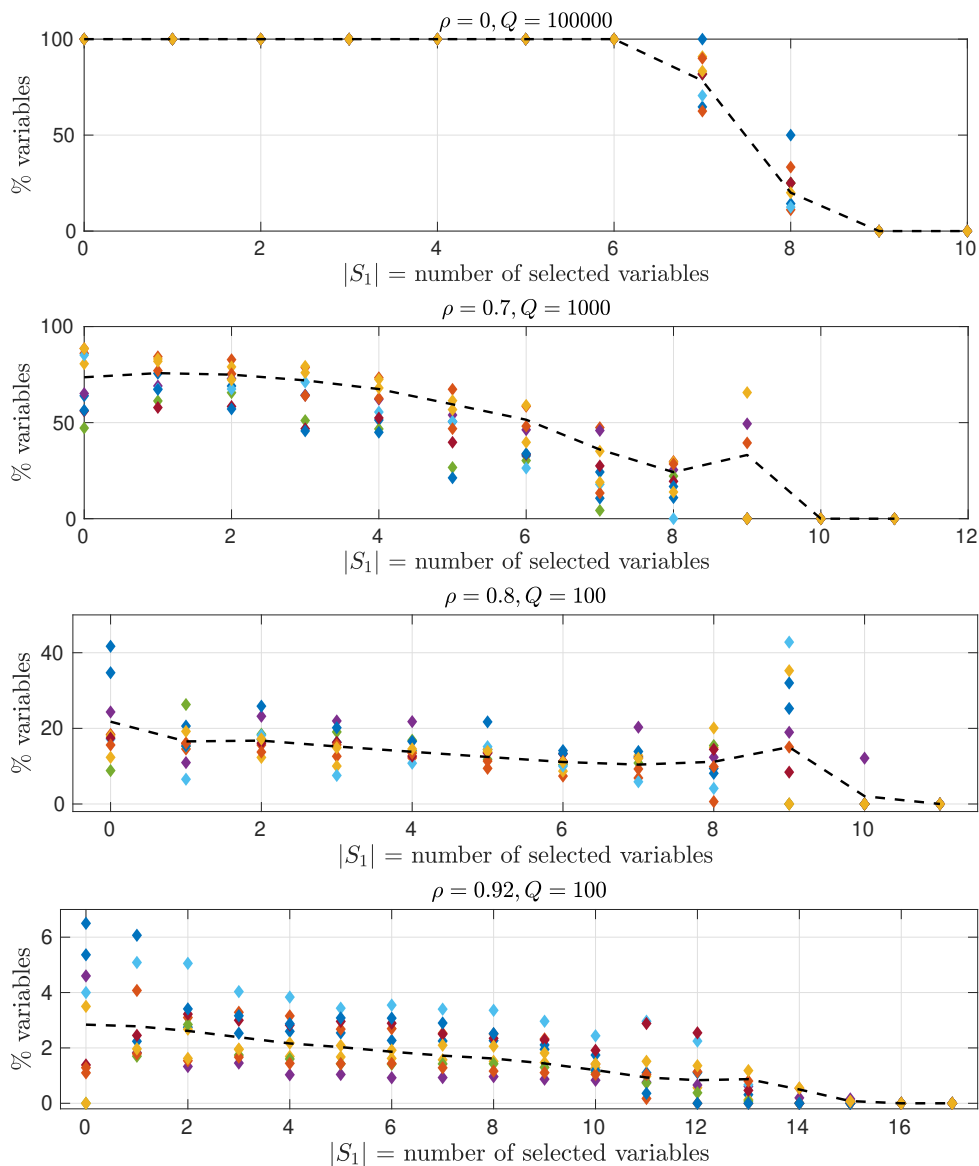 ρ = 0, Q = 100000
100
50
0
% variables
0 2 4 6 8 10
|S₁| = number of selected variables
ρ = 0.7, Q = 1000
100
50
0
% variables
0 2 4 6 8 10 12
|S₁| = number of selected variables
ρ = 0.8, Q = 100
40
20
0
% variables
0 2 4 6 8 10
|S₁| = number of selected variables
ρ = 0.92, Q = 100
6
4
2
0
% variables
0 2 4 6 8 10 12 14 16
|S₁| = number of selected variables